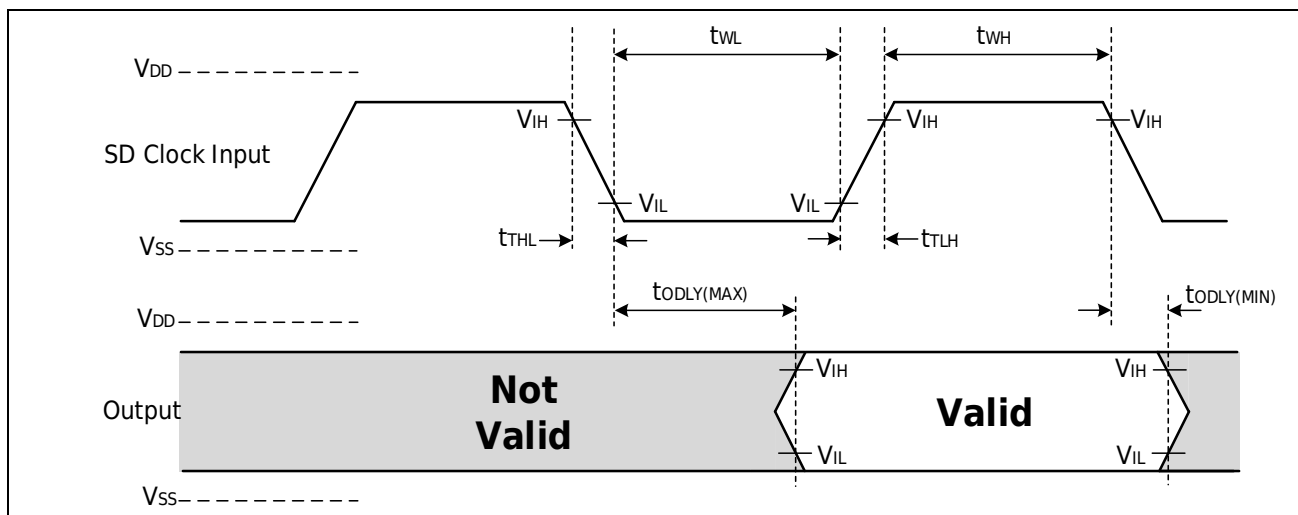 tWL
tWH
VDD
VIH
VIH
VIH
SD Clock Input
VIL
VIL
tTHL
tTLH
VSS
tODLY(MAX)
tODLY(MIN)
VDD
VIH
VIH
Not
Valid
Valid
Output
VIL
VIL
VSS